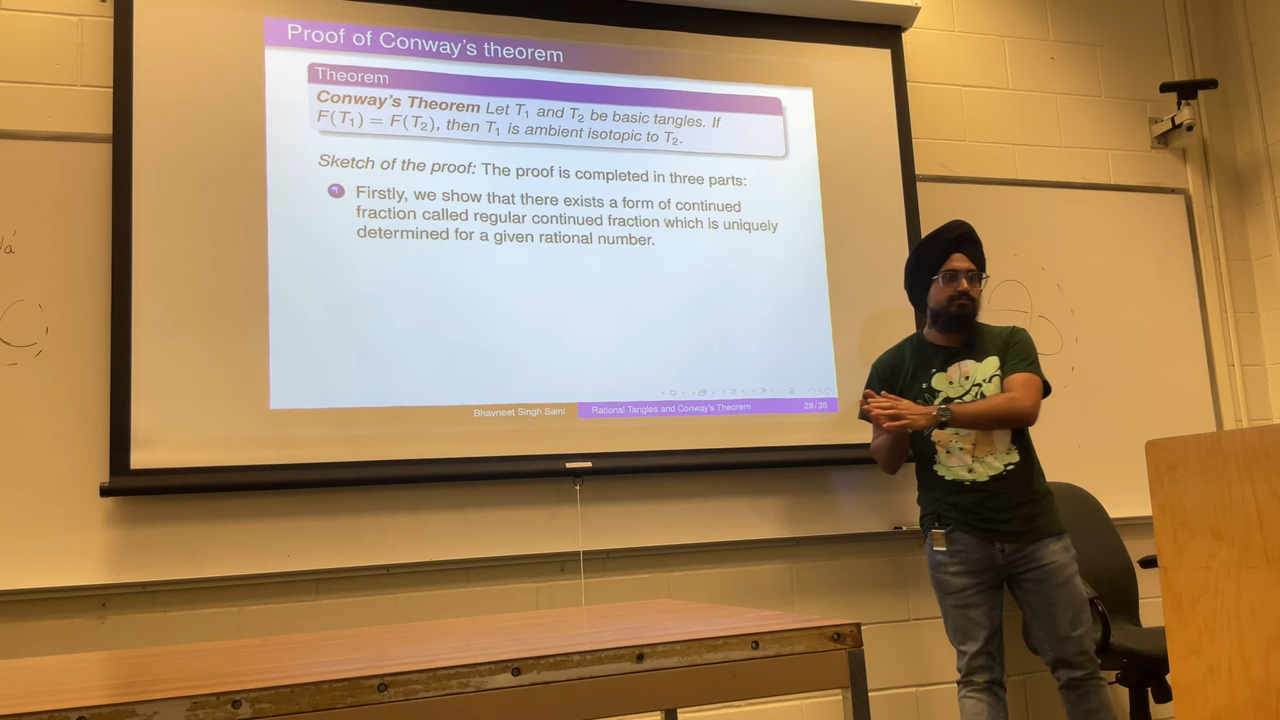 Proof of Conway's theorem
Theorem
Conway's Theorem Let T₁ and T₂ be basic tangles. If
F(T₁) = F(T₂), then T₁ is ambient isotopic to T₂.
Sketch of the proof: The proof is completed in three parts:
Firstly, we show that there exists a form of continued
fraction called regular continued fraction which is uniquely
determined for a given rational number.
Bhavneet Singh Saini
Rational Tangles and Conway's Theorem
28/35